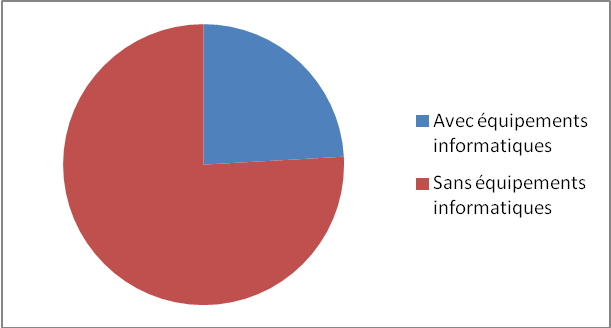 Avec équipements
informatiques
Sans équipements
informatiques